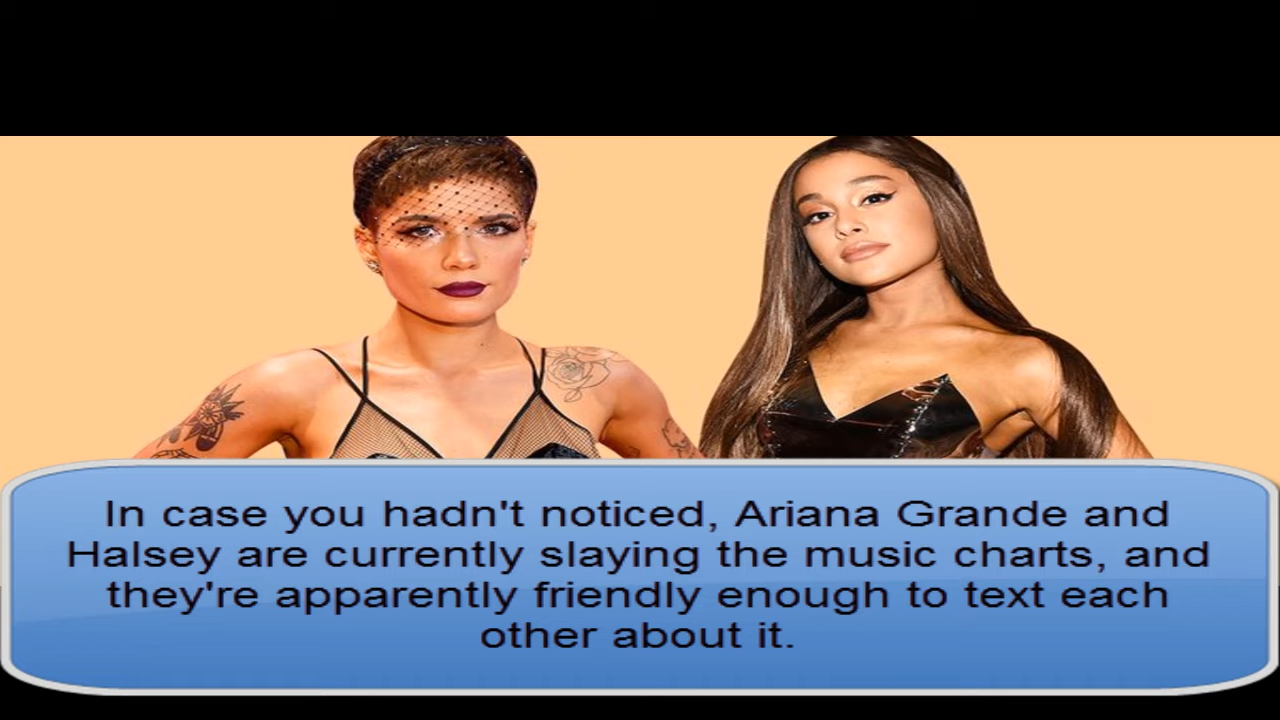 In case you hadn't noticed, Ariana Grande and
Halsey are currently slaying the music charts, and
they're apparently friendly enough to text each
other about it.